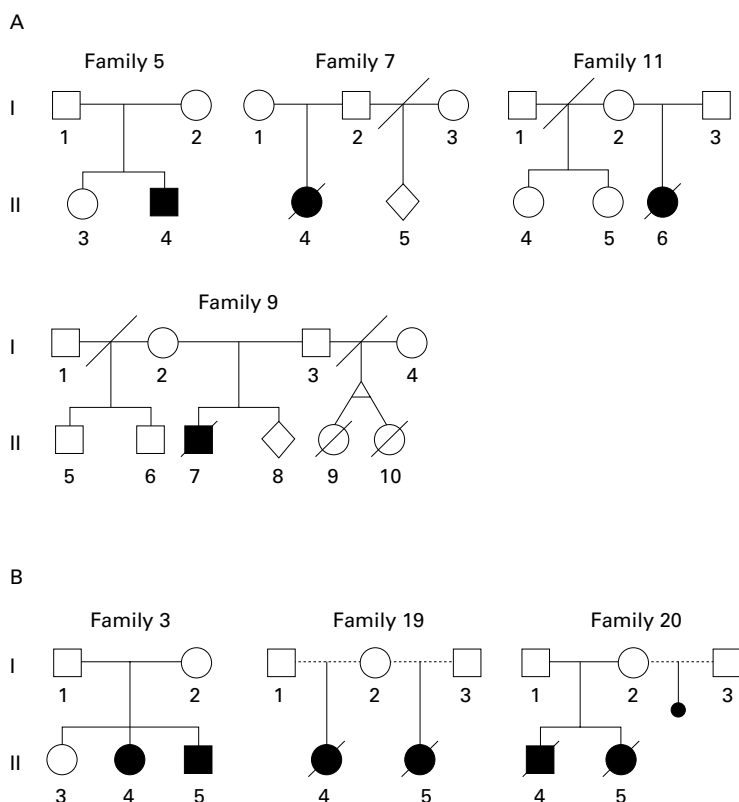 A
Family 5 Family 7 Family 11
I
1 2 1 2 3 1 2 3
II
3 4 4 5 4 5 6
Family 9
I
1 2 3 4
II
5 6 7 8 9 10
B
Family 3 Family 19 Family 20
I
1 2 1 2 3 1 2 3
II
3 4 5 4 5 4 5